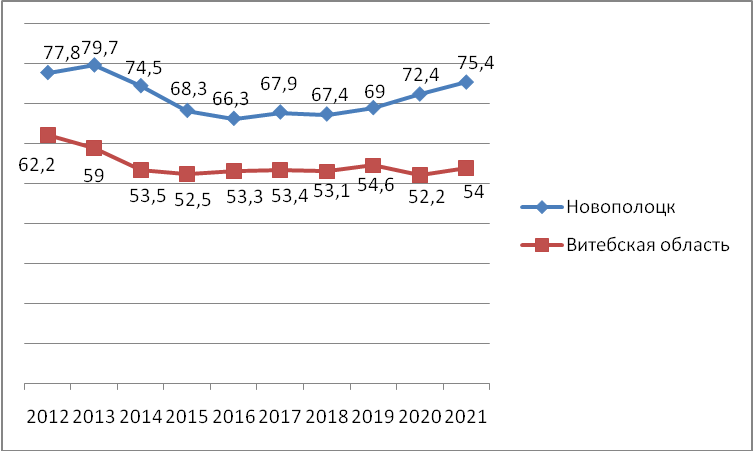 77,8 79,7 74,5 68,3 66,3 67,9 67,4 69 72,4 75,4
62,2 59 53,5 52,5 53,3 53,4 53,1 54,6 52,2 54
Новополоцк
Витебская область
2012 2013 2014 2015 2016 2017 2018 2019 2020 2021